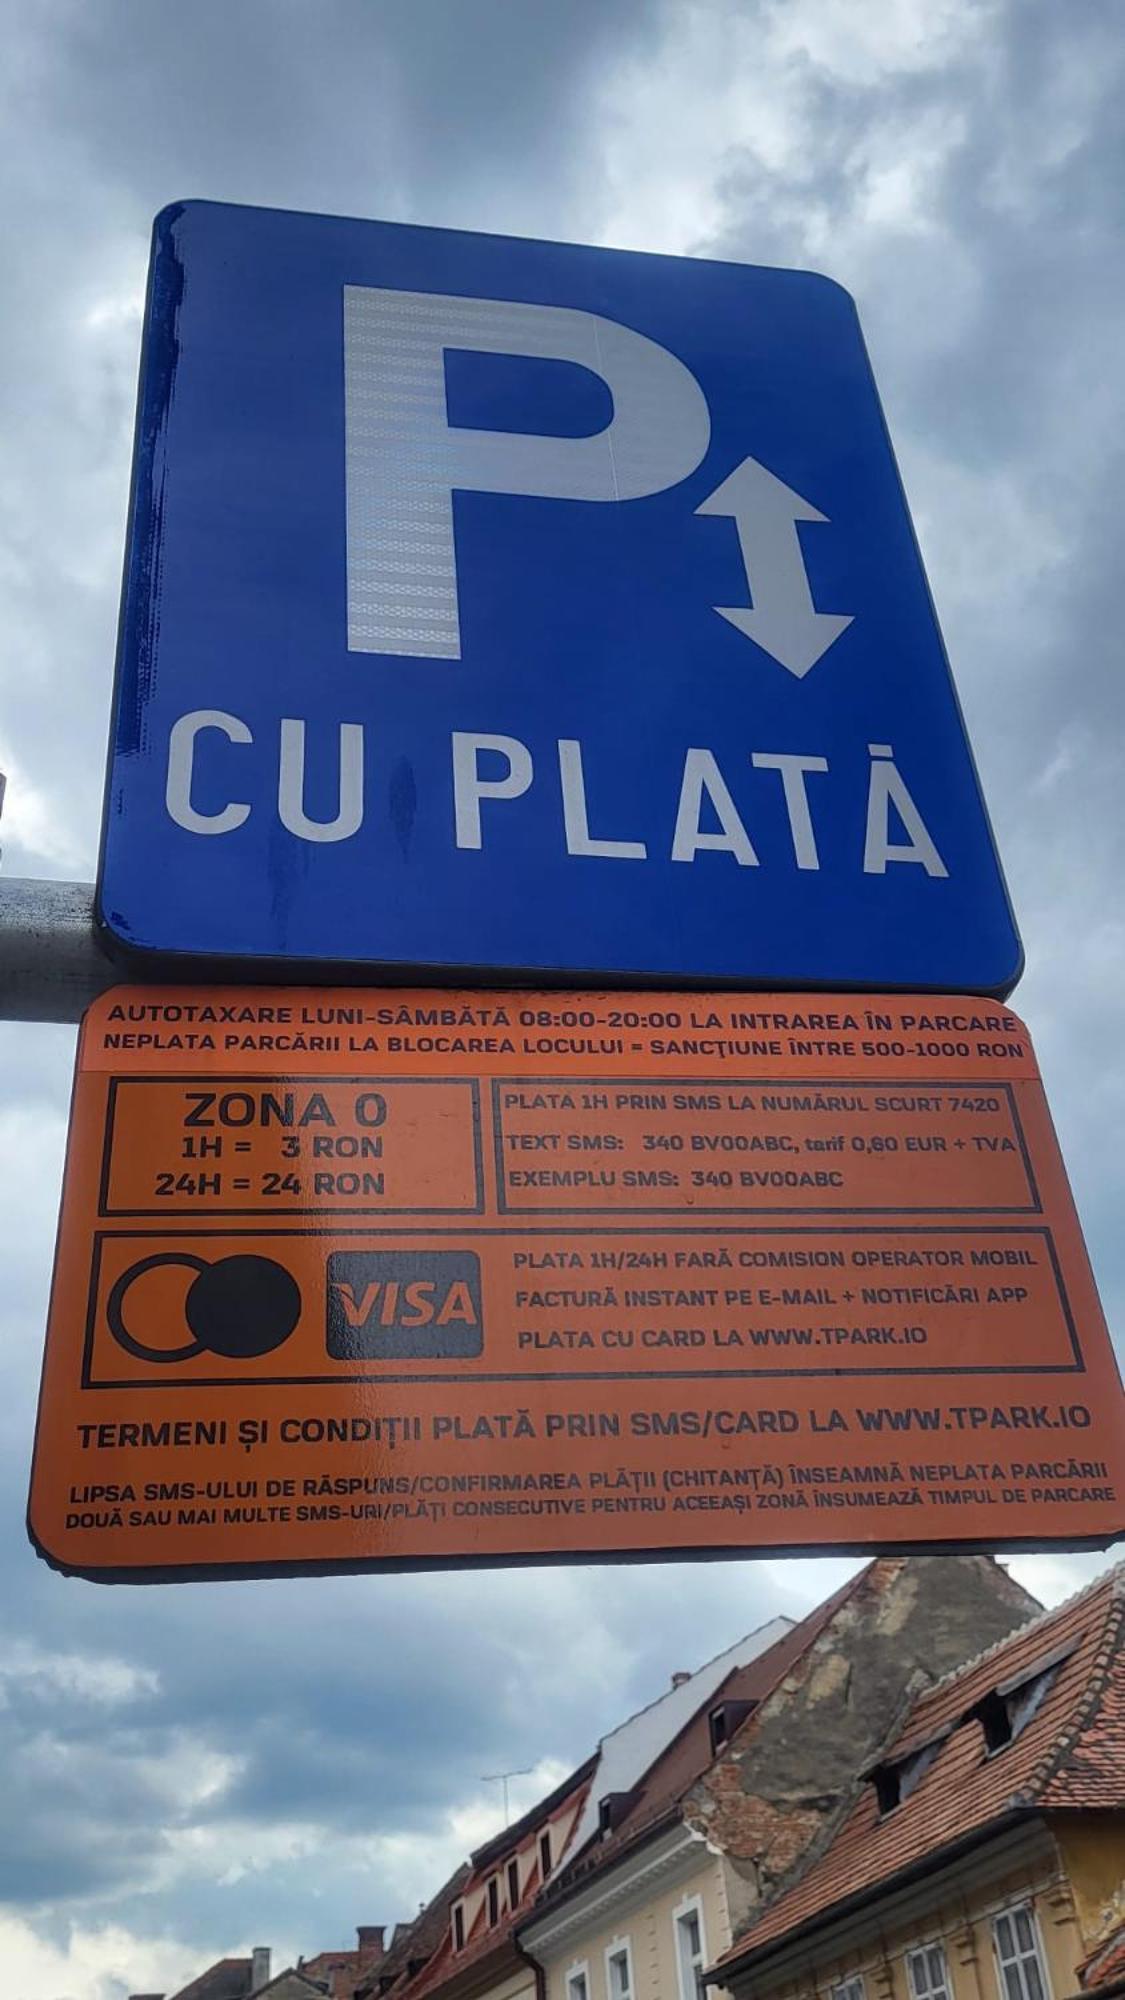 P
CU PLATĂ
AUTOTAXARE LUNI-SÂMBĂTĂ 08:00-20:00 LA INTRAREA ÎN PARCARE
NEPLATA PARCĂRII LA BLOCAREA LOCULUI = SANCȚIUNE ÎNTRE 500-1000 RON
ZONA 0
1H = 3 RON
24H = 24 RON
PLATA 1H PRIN SMS LA NUMĂRUL SCURT 7420
TEXT SMS: 340 BV00ABC, tarif 0,60 EUR + TVA
EXEMPLU SMS: 340 BV00ABC
VISA
PLATA 1H/24H FARĂ COMISION OPERATOR MOBIL
FACTURĂ INSTANT PE E-MAIL + NOTIFICĂRI APP
PLATA CU CARD LA WWW.TPARK.IO
TERMENI ȘI CONDIȚII PLATĂ PRIN SMS/CARD LA WWW.TPARK.IO
LIPSA SMS-ULUI DE RĂSPUNS/CONFIRMAREA PLĂȚII (CHITANȚĂ) ÎNSEAMNĂ NEPLATA PARCĂRII
DOUĂ SAU MAI MULTE SMS-URI/PLĂȚI CONSECUTIVE PENTRU ACEEAȘI ZONĂ ÎNSUMEAZĂ TIMPUL DE PARCARE